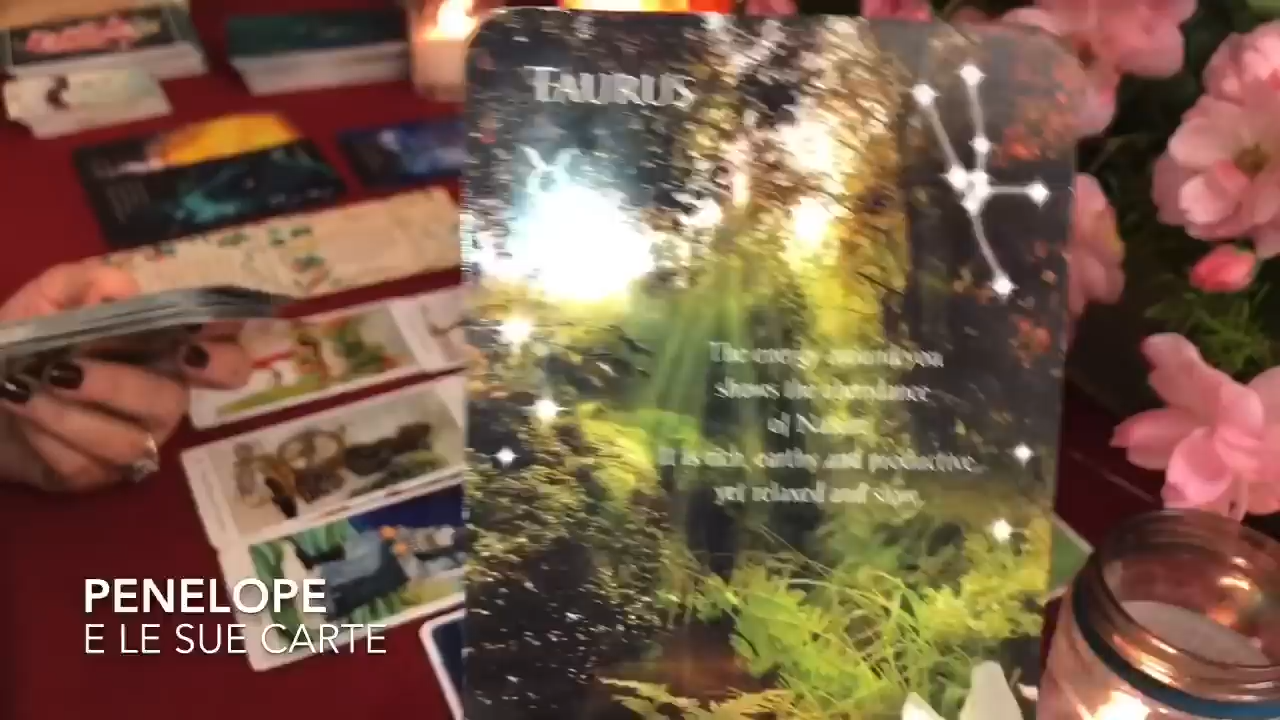 TAURUS
The energy around you
shows the abundance
of Nature.
It is rich, earthy and productive,
yet relaxed and slow.
PENELOPE
E LE SUE CARTE